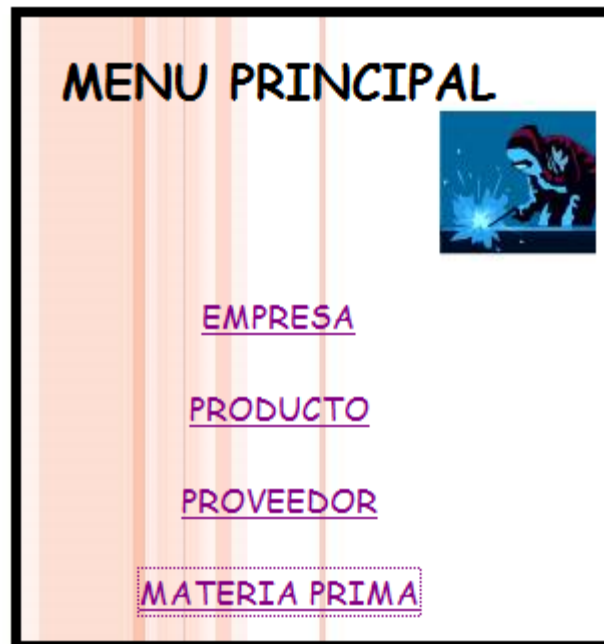 MENU PRINCIPAL
EMPRESA
PRODUCTO
PROVEEDOR
MATERIA PRIMA